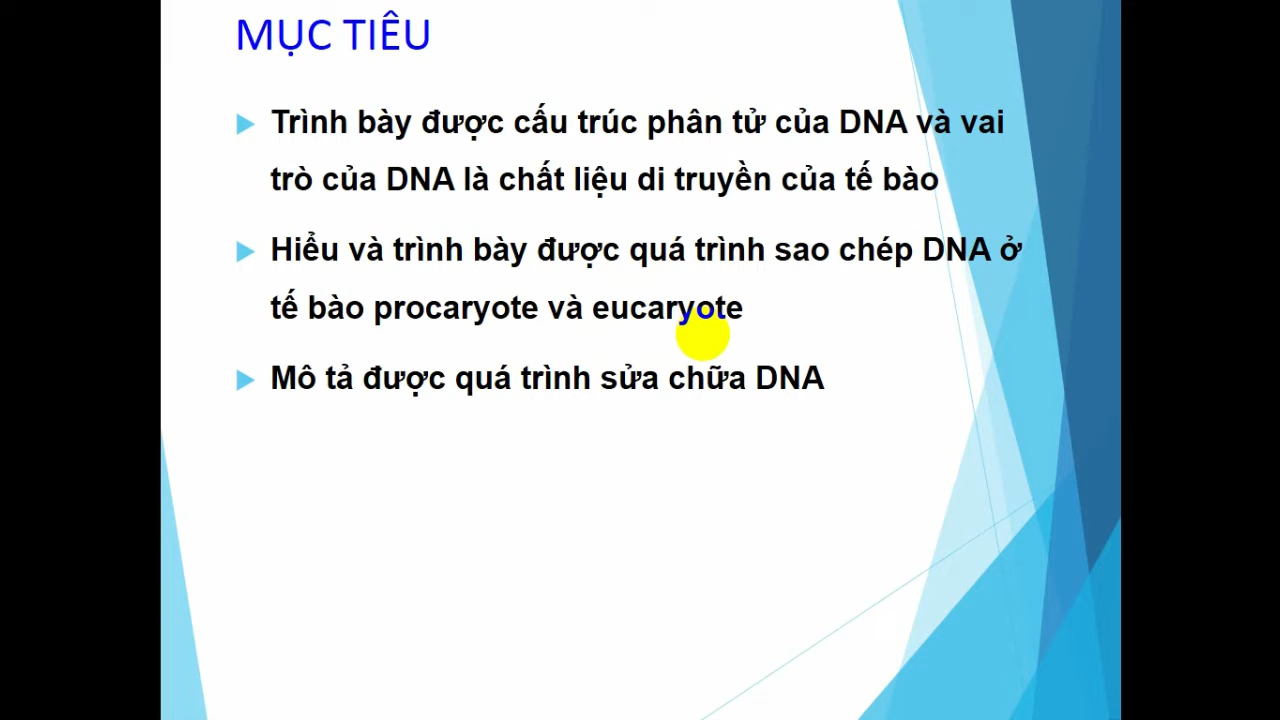 MỤC TIÊU
Trình bày được cấu trúc phân tử của DNA và vai
trò của DNA là chất liệu di truyền của tế bào
Hiểu và trình bày được quá trình sao chép DNA ở
tế bào procaryote và eucaryote
Mô tả được quá trình sửa chữa DNA